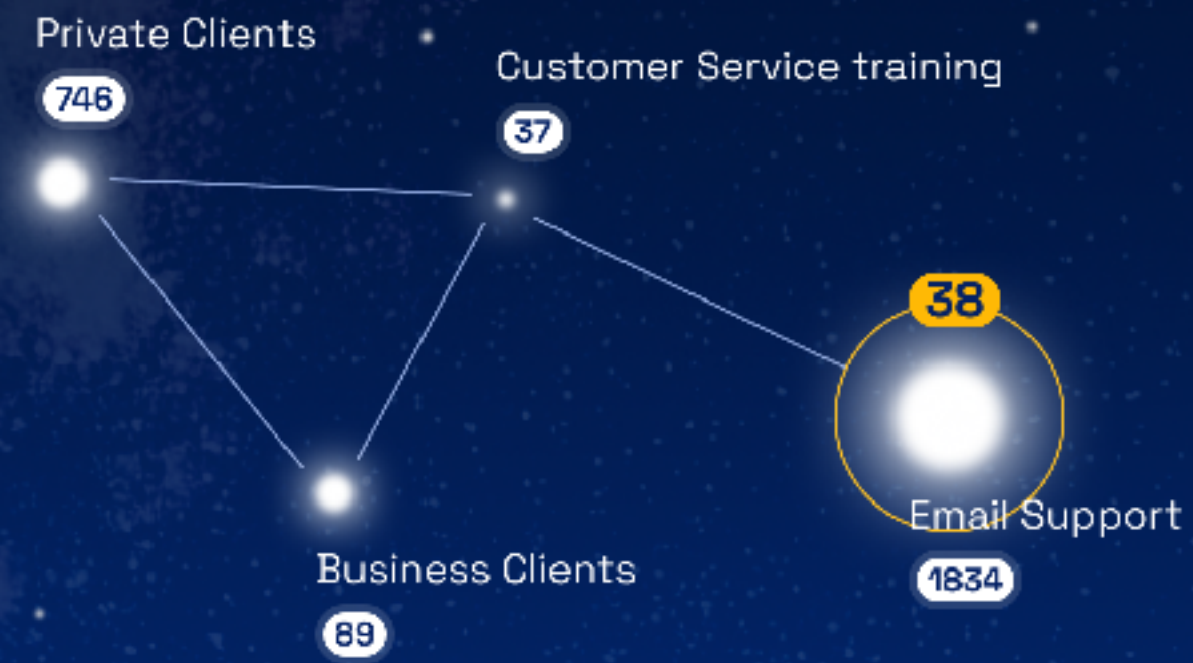 Private Clients
746
Customer Service training
37
38
Email Support
1834
Business Clients
89